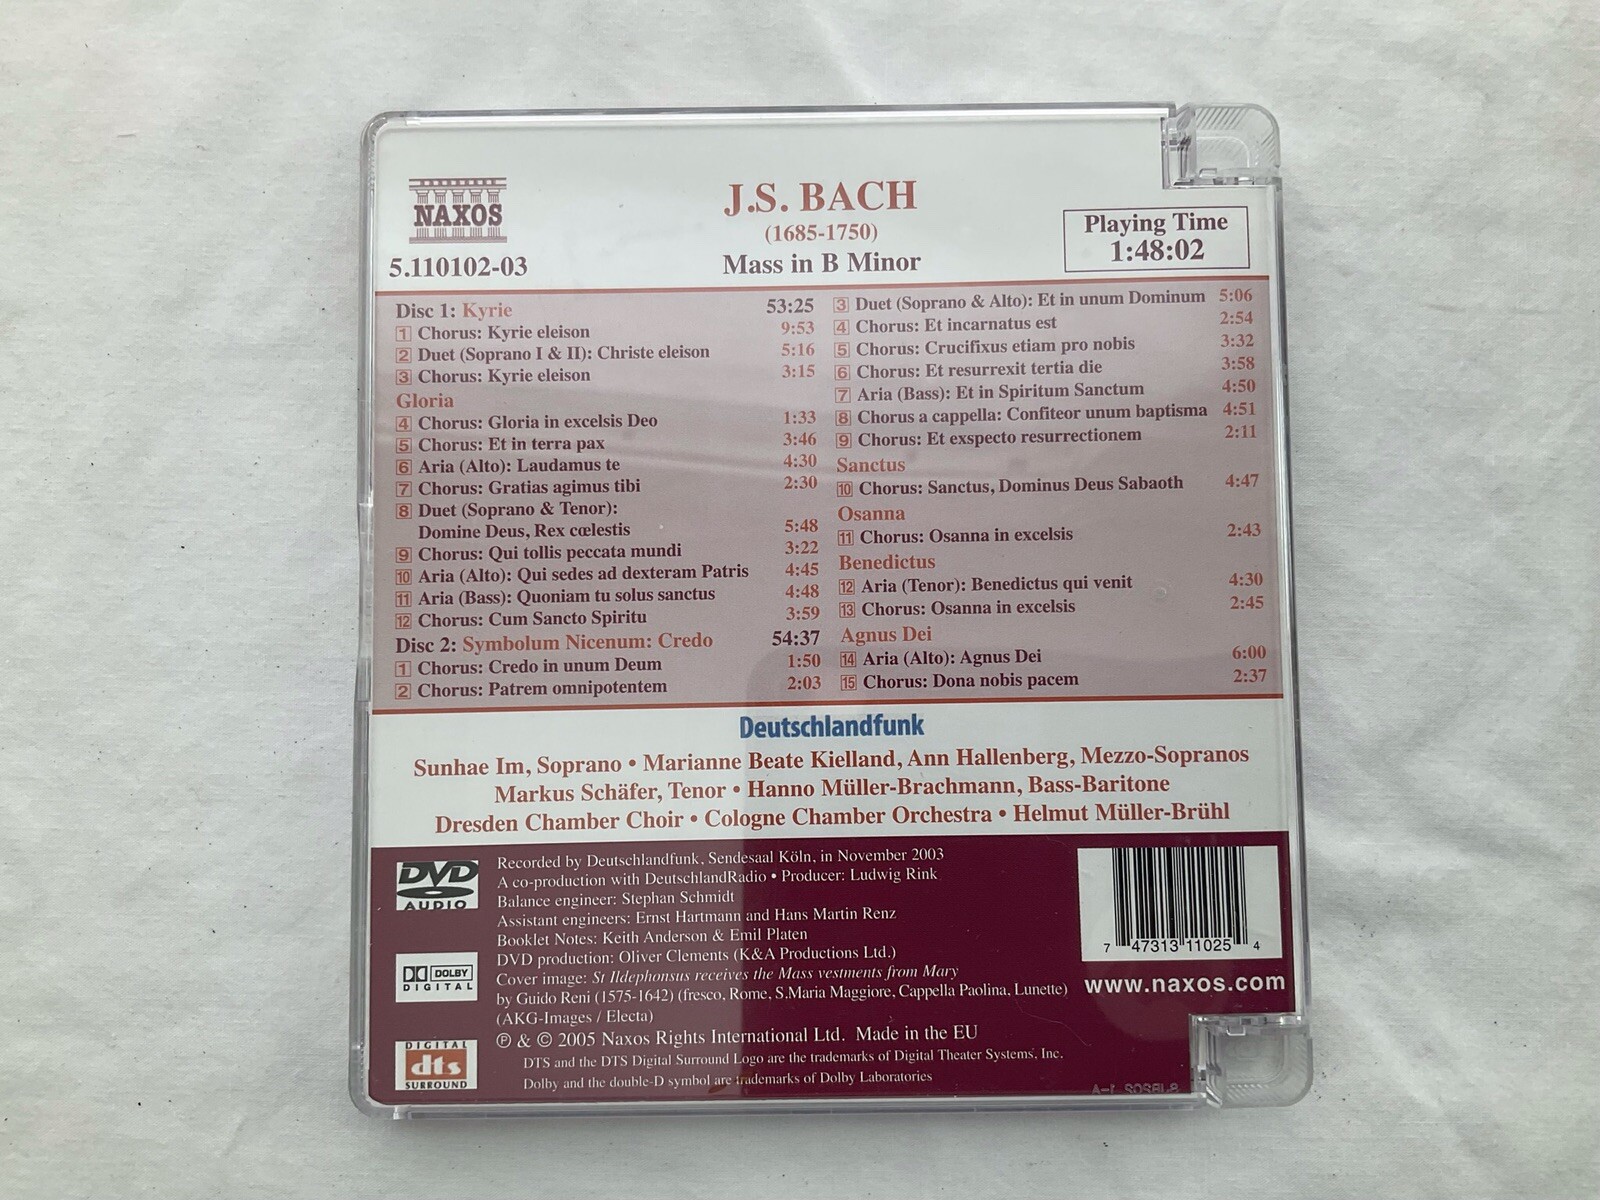 NAXOS
5.110102-03
J.S. BACH
(1685-1750)
Mass in B Minor
Playing Time
1:48:02
Disc 1: Kyrie 53:25
1 Chorus: Kyrie eleison 9:53
2 Duet (Soprano I & II): Christe eleison 5:16
3 Chorus: Kyrie eleison 3:15
Gloria
4 Chorus: Gloria in excelsis Deo 1:33
5 Chorus: Et in terra pax 3:46
6 Aria (Alto): Laudamus te 4:30
7 Chorus: Gratias agimus tibi 2:30
8 Duet (Soprano & Tenor):
Domine Deus, Rex cœlestis 5:48
9 Chorus: Qui tollis peccata mundi 3:22
10 Aria (Alto): Qui sedes ad dexteram Patris 4:45
11 Aria (Bass): Quoniam tu solus sanctus 4:48
12 Chorus: Cum Sancto Spiritu 3:59
Disc 2: Symbolum Nicenum: Credo 54:37
1 Chorus: Credo in unum Deum 1:50
2 Chorus: Patrem omnipotentem 2:03
3 Duet (Soprano & Alto): Et in unum Dominum 5:06
4 Chorus: Et incarnatus est 2:54
5 Chorus: Crucifixus etiam pro nobis 3:32
6 Chorus: Et resurrexit tertia die 3:58
7 Aria (Bass): Et in Spiritum Sanctum 4:50
8 Chorus a cappella: Confiteor unum baptisma 4:51
9 Chorus: Et exspecto resurrectionem 2:11
Sanctus
10 Chorus: Sanctus, Dominus Deus Sabaoth 4:47
Osanna
11 Chorus: Osanna in excelsis 2:43
Benedictus
12 Aria (Tenor): Benedictus qui venit 4:30
13 Chorus: Osanna in excelsis 2:45
Agnus Dei
14 Aria (Alto): Agnus Dei 6:00
15 Chorus: Dona nobis pacem 2:37
Deutschlandfunk
Sunhae Im, Soprano • Marianne Beate Kielland, Ann Hallenberg, Mezzo-Sopranos
Markus Schäfer, Tenor • Hanno Müller-Brachmann, Bass-Baritone
Dresden Chamber Choir • Cologne Chamber Orchestra • Helmut Müller-Brühl
DVD
AUDIO
DOLBY
DIGITAL
DIGITAL
dts
SURROUND
Recorded by Deutschlandfunk, Sendesaal Köln, in November 2003
A co-production with DeutschlandRadio • Producer: Ludwig Rink
Balance engineer: Stephan Schmidt
Assistant engineers: Ernst Hartmann and Hans Martin Renz
Booklet Notes: Keith Anderson & Emil Platen
DVD production: Oliver Clements (K&A Productions Ltd.)
Cover image: St Ildephonsus receives the Mass vestments from Mary
by Guido Reni (1575-1642) (fresco, Rome, S.Maria Maggiore, Cappella Paolina, Lunette)
(AKG-Images / Electa)
℗ & © 2005 Naxos Rights International Ltd. Made in the EU
DTS and the DTS Digital Surround Logo are the trademarks of Digital Theater Systems, Inc.
Dolby and the double-D symbol are trademarks of Dolby Laboratories
7 47313 11025 4
www.naxos.com